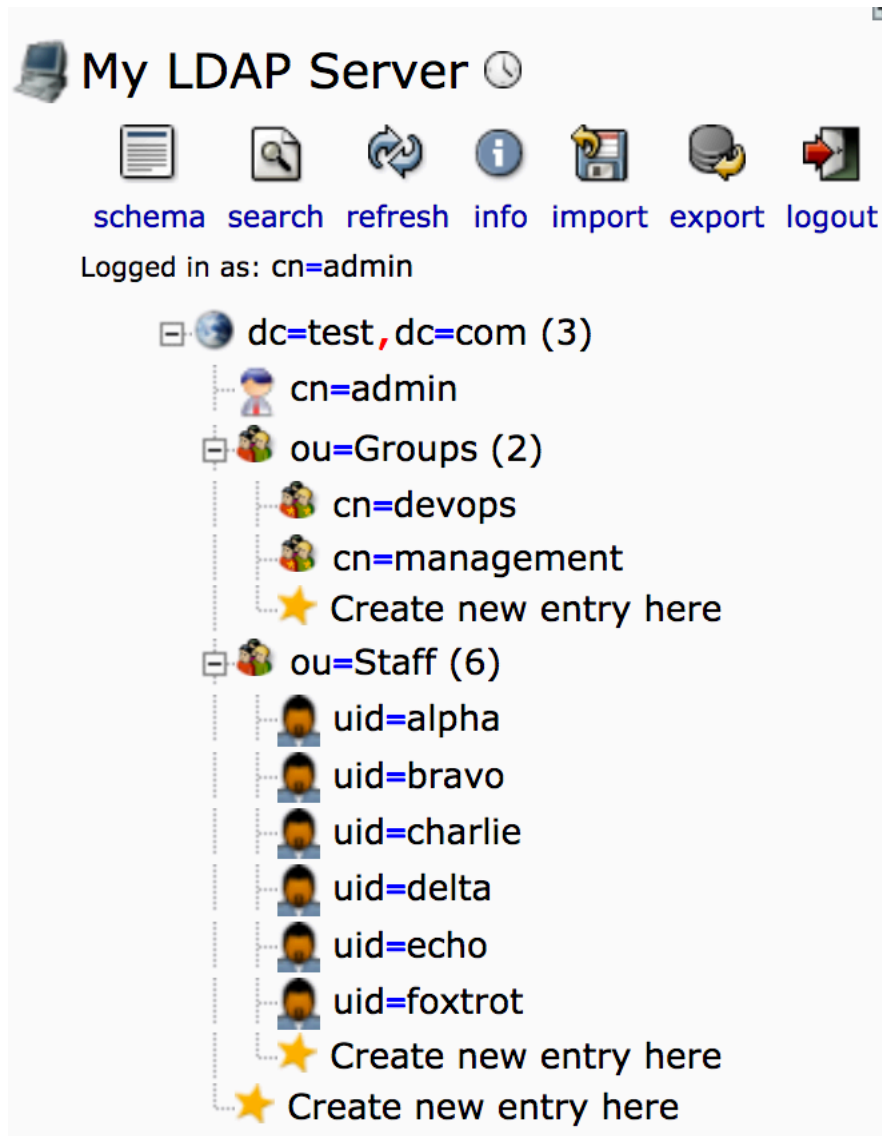 My LDAP Server
schema search refresh info import export logout
Logged in as: cn=admin
dc=test,dc=com (3)
cn=admin
ou=Groups (2)
cn=devops
cn=management
Create new entry here
ou=Staff (6)
uid=alpha
uid=bravo
uid=charlie
uid=delta
uid=echo
uid=foxtrot
Create new entry here
Create new entry here